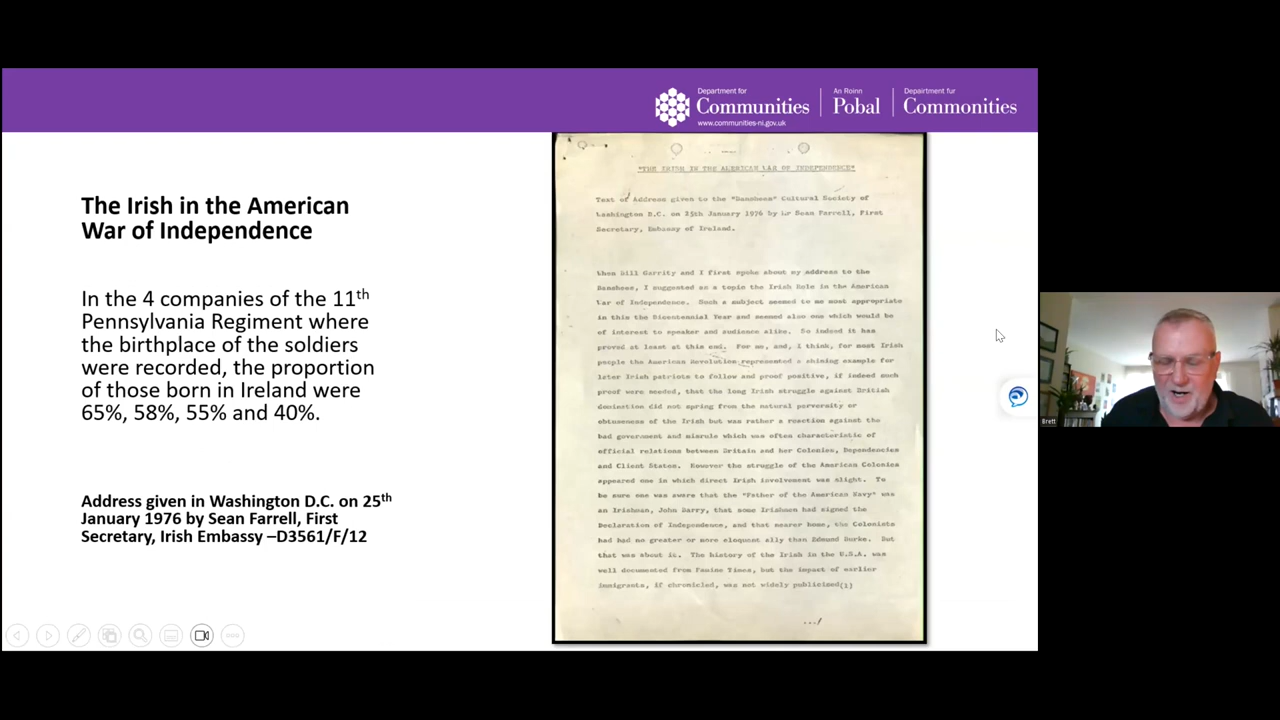 Department for
Communities
www.communities-ni.gov.uk
An Roinn
Pobal
Depairtment fur
Commonities
The Irish in the American
War of Independence
In the 4 companies of the 11th
Pennsylvania Regiment where
the birthplace of the soldiers
were recorded, the proportion
of those born in Ireland were
65%, 58%, 55% and 40%.
Address given in Washington D.C. on 25th
January 1976 by Sean Farrell, First
Secretary, Irish Embassy –D3561/F/12
"THE IRISH IN THE AMERICAN WAR OF INDEPENDENCE"
Text of Address given to the "Banshees" Cultural Society of
Washington D.C. on 25th January 1976 by Mr Sean Farrell, First
Secretary, Embassy of Ireland.
When Bill Garrity and I first spoke about my address to the
Banshees, I suggested as a topic the Irish Role in the American
War of Independence. Such a subject seemed to me most appropriate
in this the Bicentennial Year and seemed also one which would be
of interest to speaker and audience alike. So indeed it has
proved at least at this end. For me, and, I think, for most Irish
people the American Revolution represented a shining example for
later Irish patriots to follow and proof positive, if indeed such
proof were needed, that the long Irish struggle against British
domination did not spring from the natural perversity or
obtuseness of the Irish but was rather a reaction against the
bad government and misrule which was often characteristic of
official relations between Britain and her Colonies, Dependencies
and Client States. However the struggle of the American Colonies
appeared one in which direct Irish involvement was slight. To
be sure one was aware that the "Father of the American Navy" was
an Irishman, John Barry, that some Irishmen had signed the
Declaration of Independence, and that nearer home, the Colonists
had had no greater or more eloquent ally than Edmund Burke. But
that was about it. The history of the Irish in the U.S.A. was
well documented from Famine Times, but the impact of earlier
immigrants, if chronicled, was not widely publicised(1)
.../
Brett